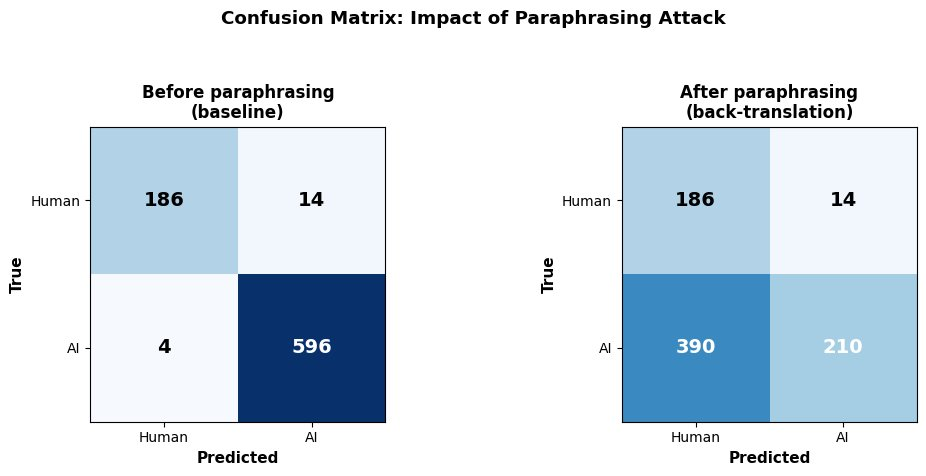 Confusion Matrix: Impact of Paraphrasing Attack
Before paraphrasing
(baseline)
Human
186
14
True
AI
4
596
Human
AI
Predicted
After paraphrasing
(back-translation)
Human
186
14
True
AI
390
210
Human
AI
Predicted